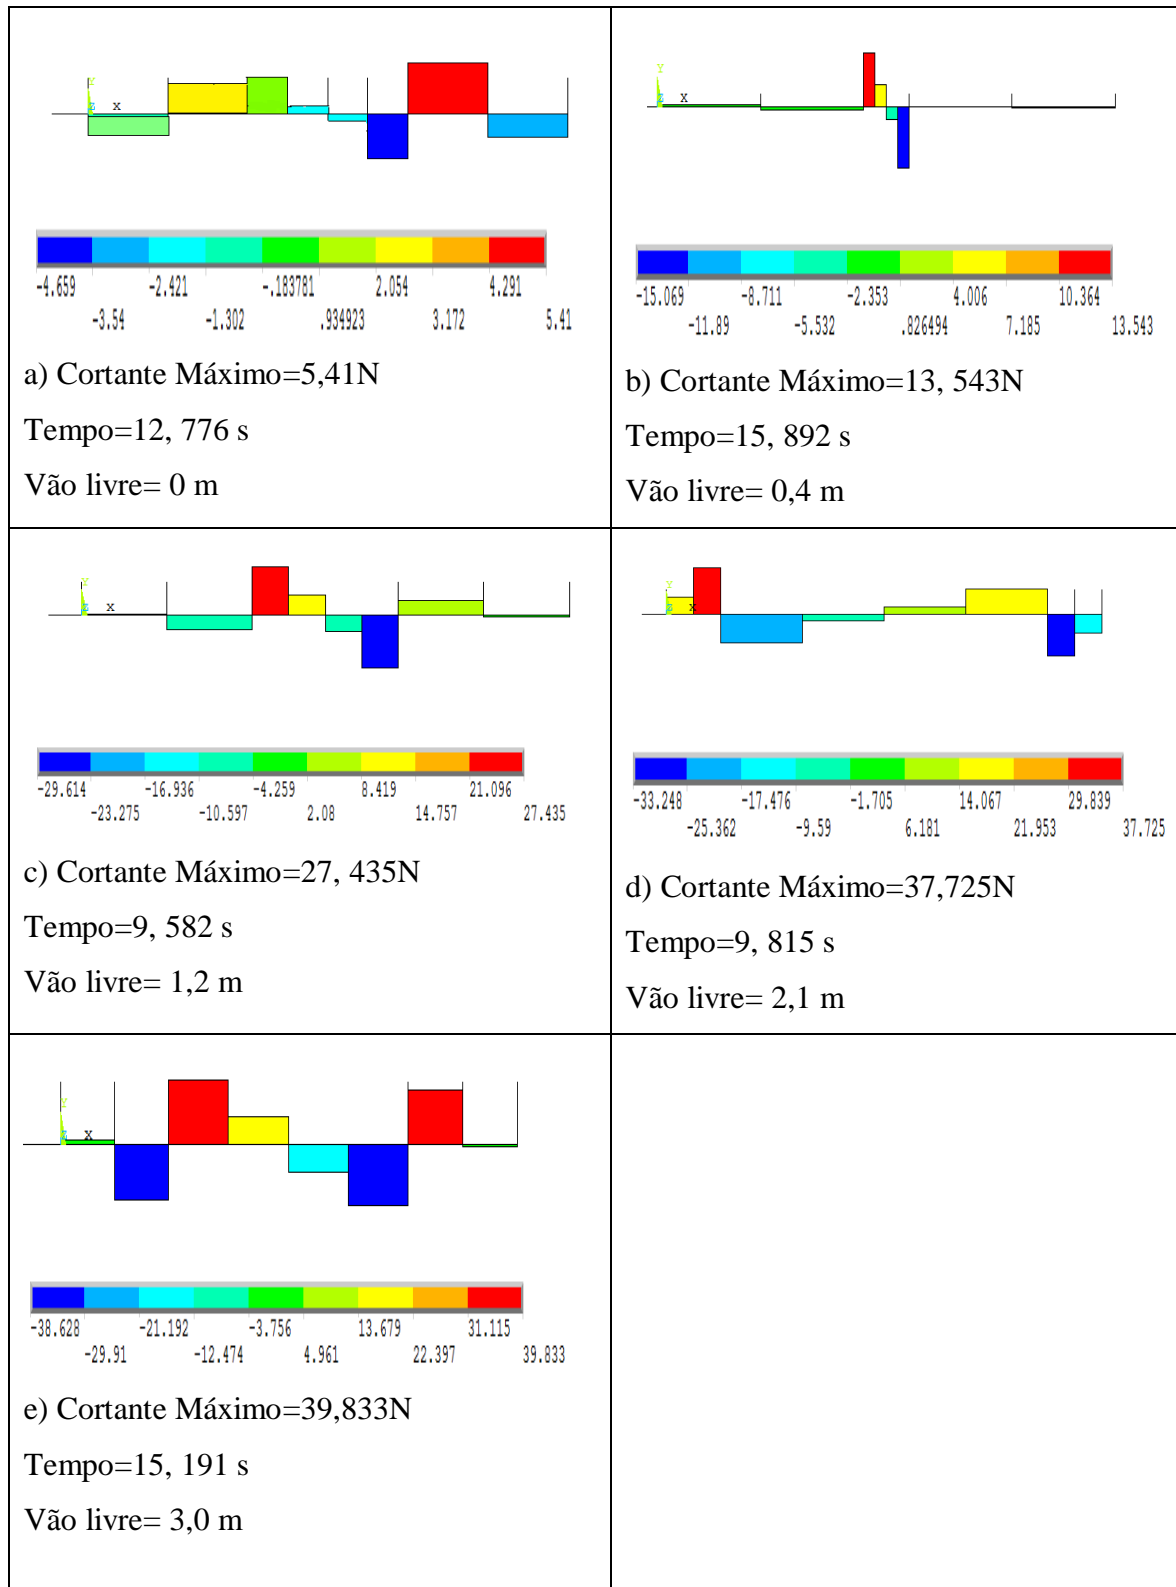 Y
Z X
-4.659 -2.421 -.183781 2.054 4.291
-3.54 -1.302 .934923 3.172 5.41
a) Cortante Máximo=5,41N
Tempo=12, 776 s
Vão livre= 0 m
Y
Z X
-15.069 -8.711 -2.353 4.006 10.364
-11.89 -5.532 .826494 7.185 13.543
b) Cortante Máximo=13, 543N
Tempo=15, 892 s
Vão livre= 0,4 m
Y
Z X
-29.614 -16.936 -4.259 8.419 21.096
-23.275 -10.597 2.08 14.757 27.435
c) Cortante Máximo=27, 435N
Tempo=9, 582 s
Vão livre= 1,2 m
Y
Z X
-33.248 -17.476 -1.705 14.067 29.839
-25.362 -9.59 6.181 21.953 37.725
d) Cortante Máximo=37,725N
Tempo=9, 815 s
Vão livre= 2,1 m
Y
Z X
-38.628 -21.192 -3.756 13.679 31.115
-29.91 -12.474 4.961 22.397 39.833
e) Cortante Máximo=39,833N
Tempo=15, 191 s
Vão livre= 3,0 m